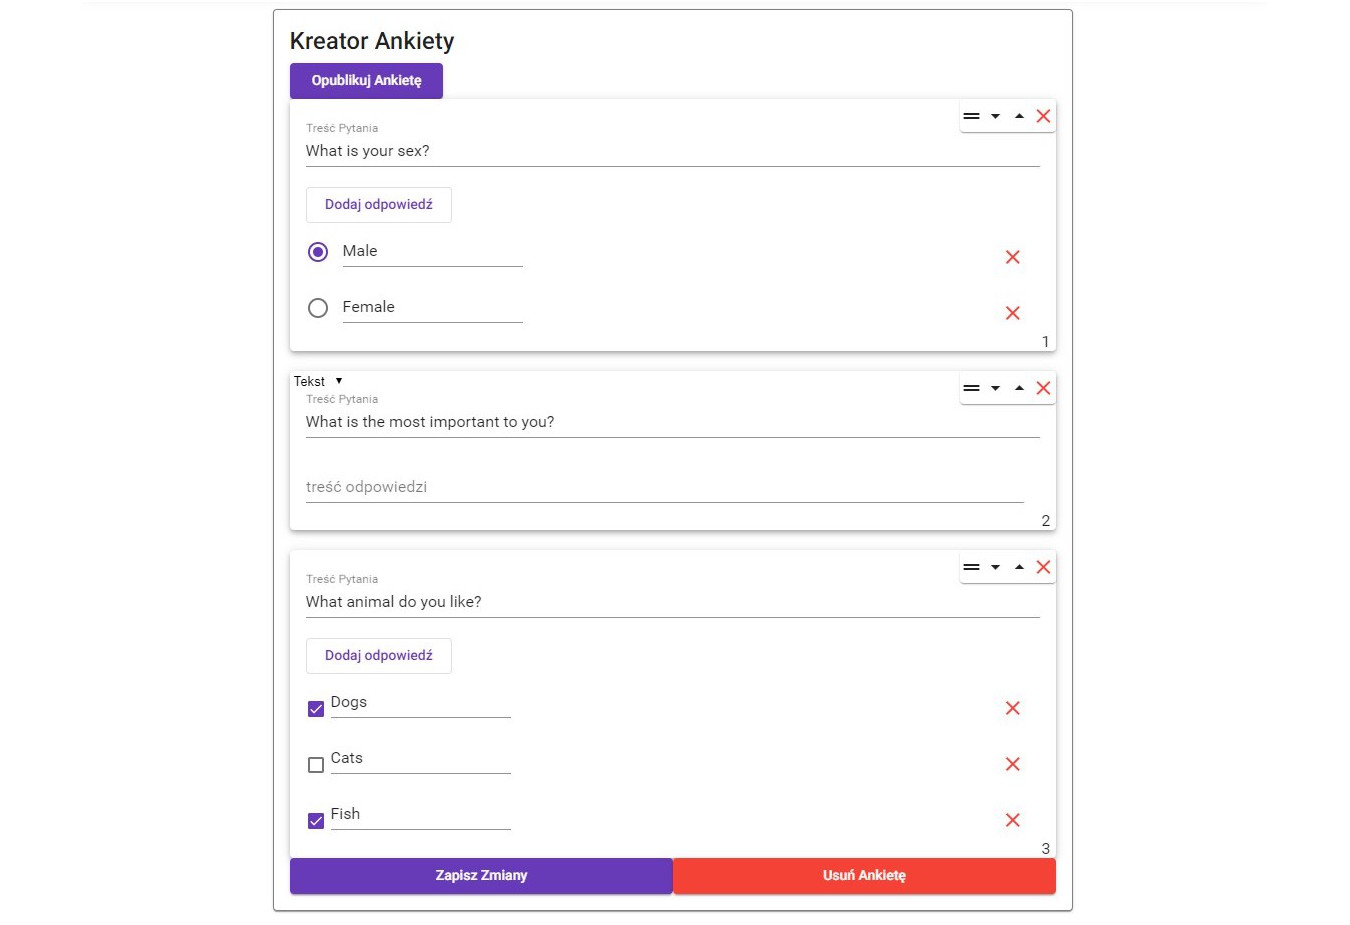 Kreator Ankiety
Opublikuj Ankietę
Treść Pytania
What is your sex?
Dodaj odpowiedź
Male
Female
1
Tekst
Treść Pytania
What is the most important to you?
treść odpowiedzi
2
Treść Pytania
What animal do you like?
Dodaj odpowiedź
Dogs
Cats
Fish
3
Zapisz Zmiany
Usuń Ankietę